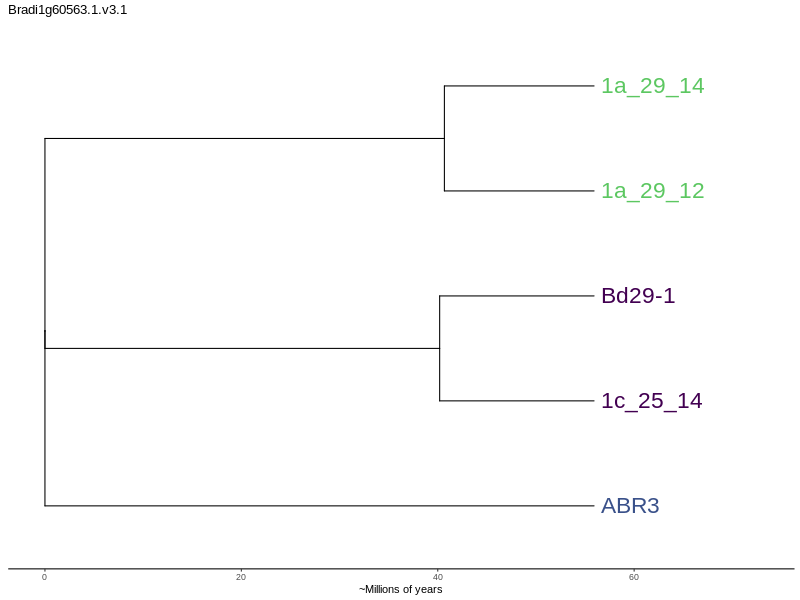 Bradi1g60563.1.v3.1
1a_29_14
1a_29_12
Bd29-1
1c_25_14
ABR3
0 20 40 60
~Millions of years